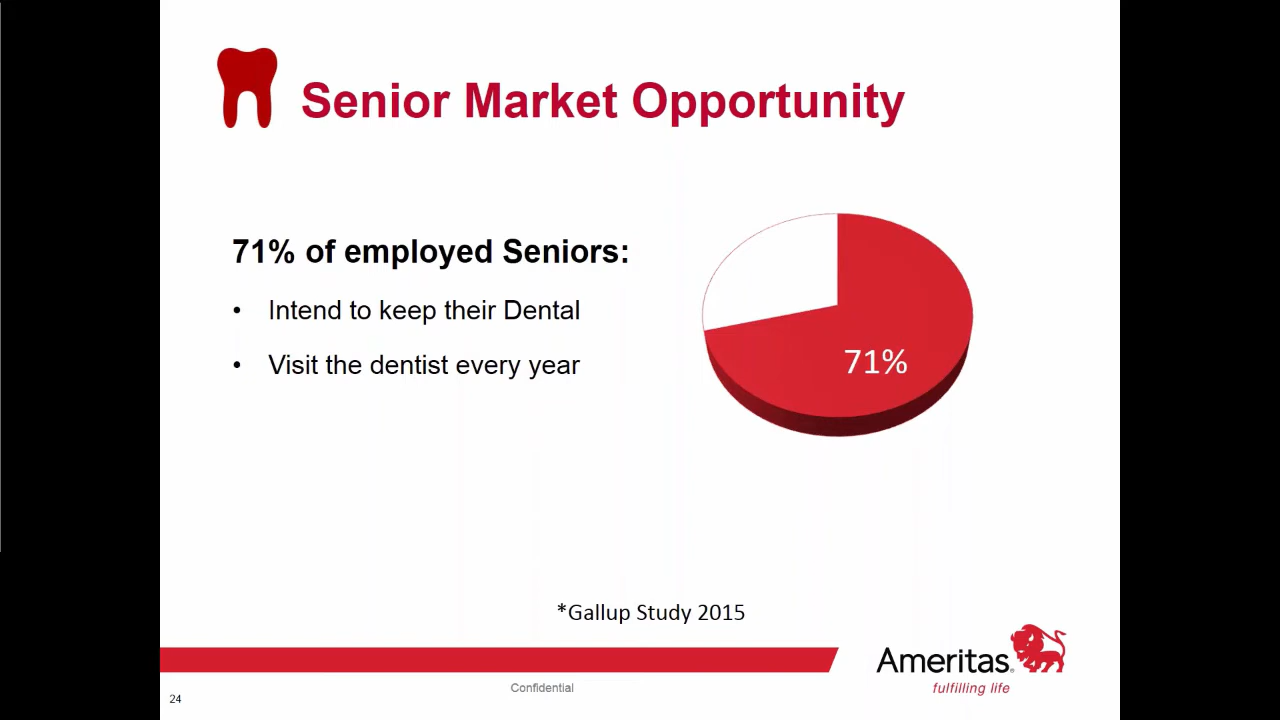 Senior Market Opportunity
71% of employed Seniors:
• Intend to keep their Dental
• Visit the dentist every year
71%
*Gallup Study 2015
Ameritas®
fulfilling life
Confidential
24